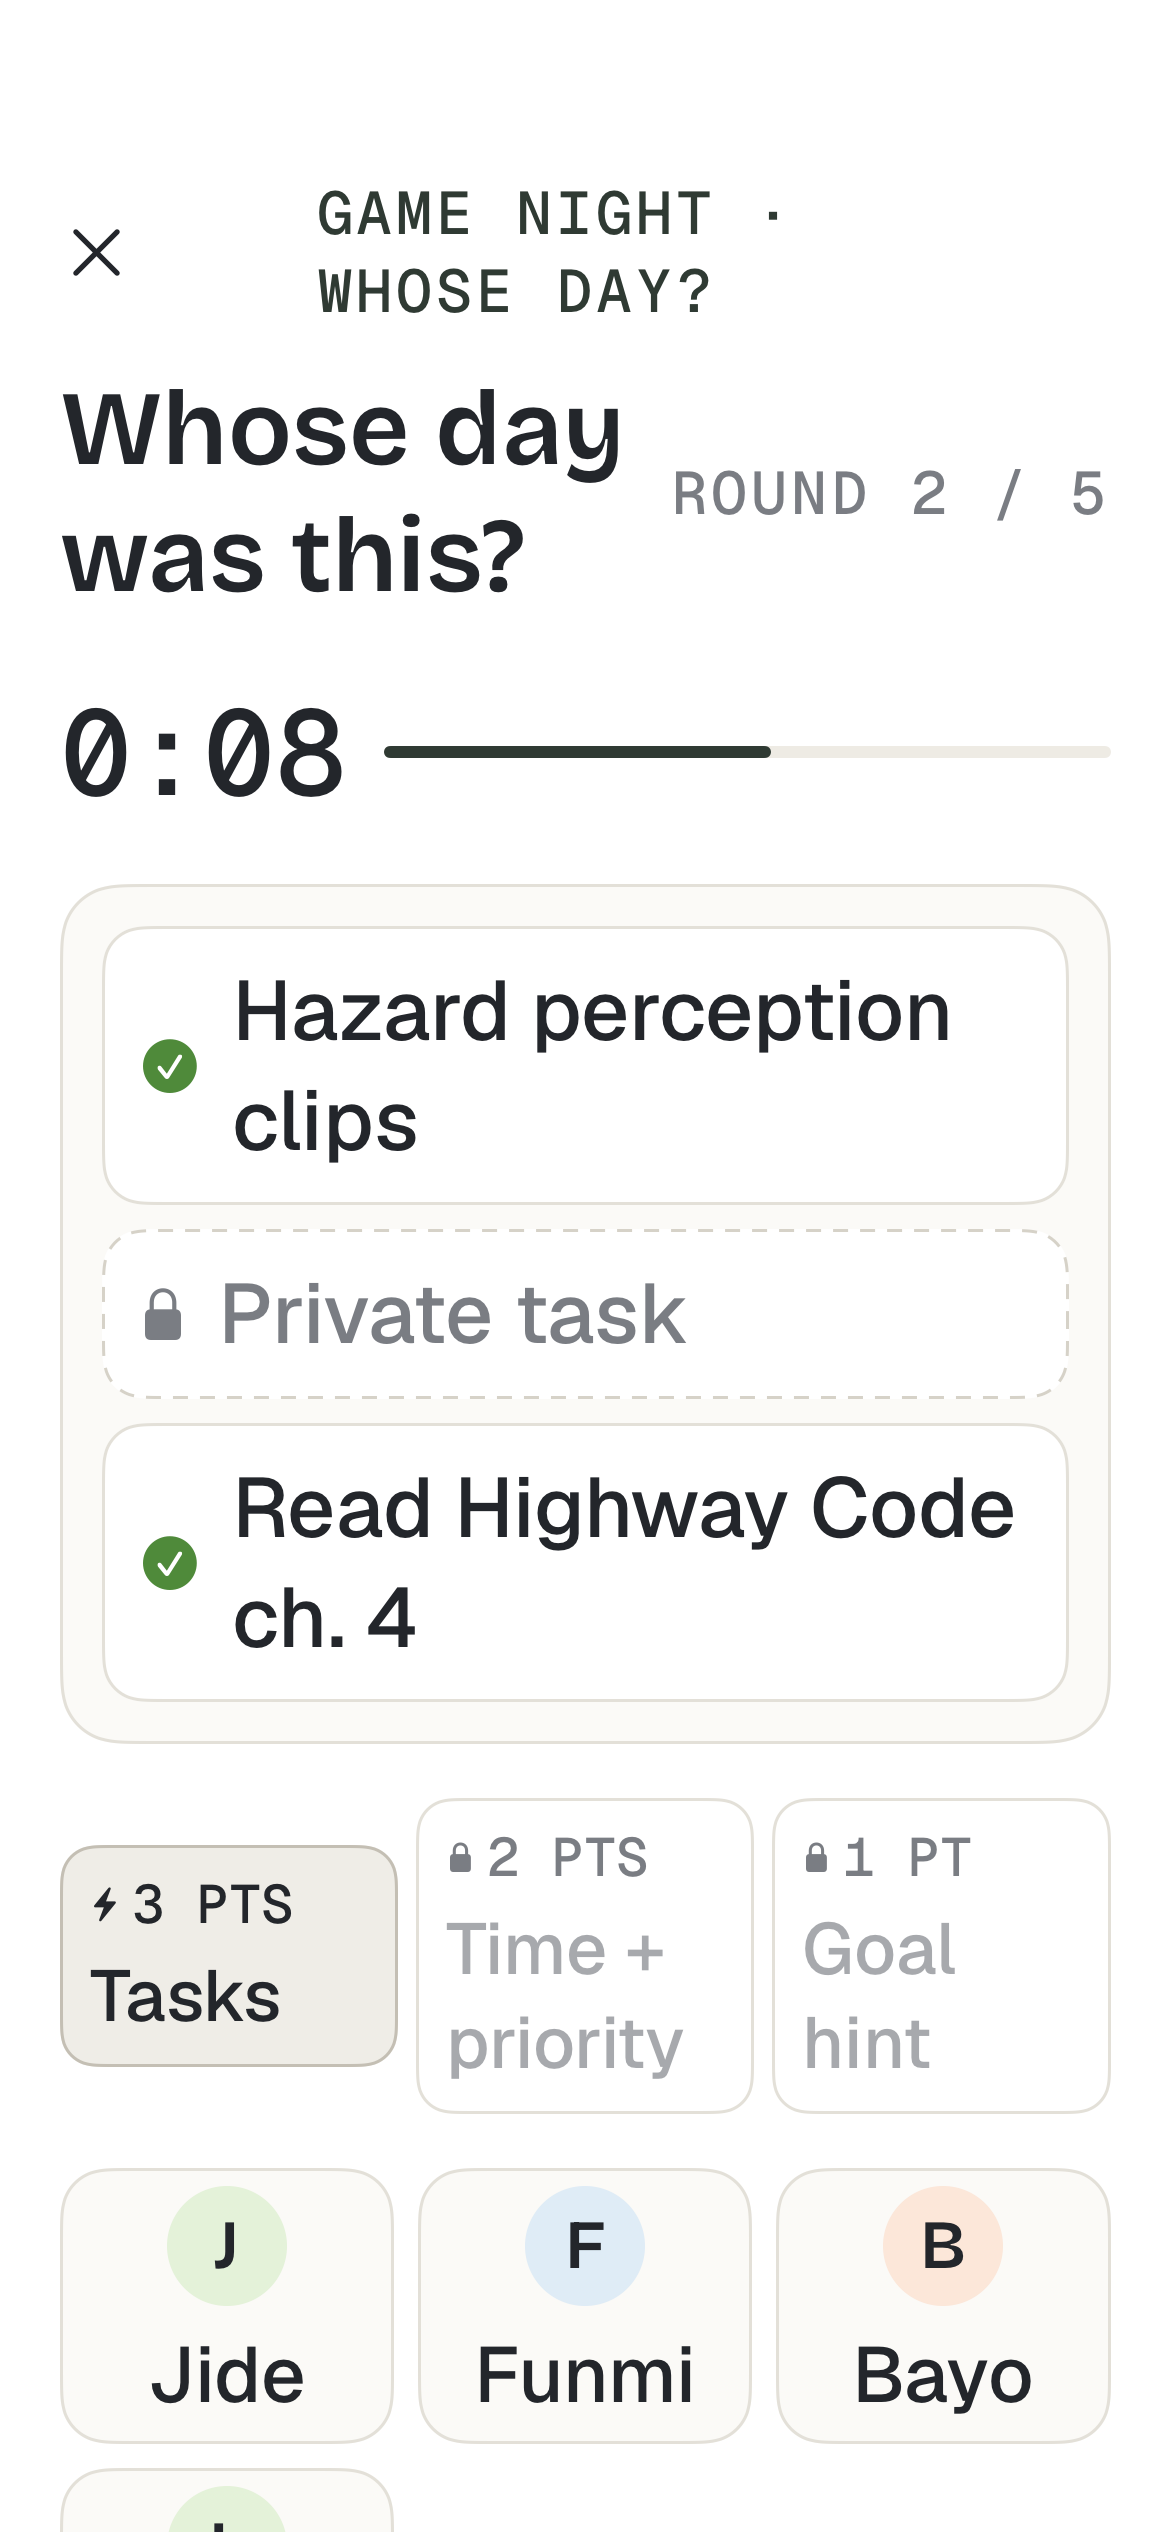 GAME NIGHT ·
WHOSE DAY?
Whose day
was this?
ROUND 2 / 5
0:08
Hazard perception
clips
Private task
Read Highway Code
ch. 4
3 PTS
Tasks
2 PTS
Time +
priority
1 PT
Goal
hint
J
Jide
F
Funmi
B
Bayo